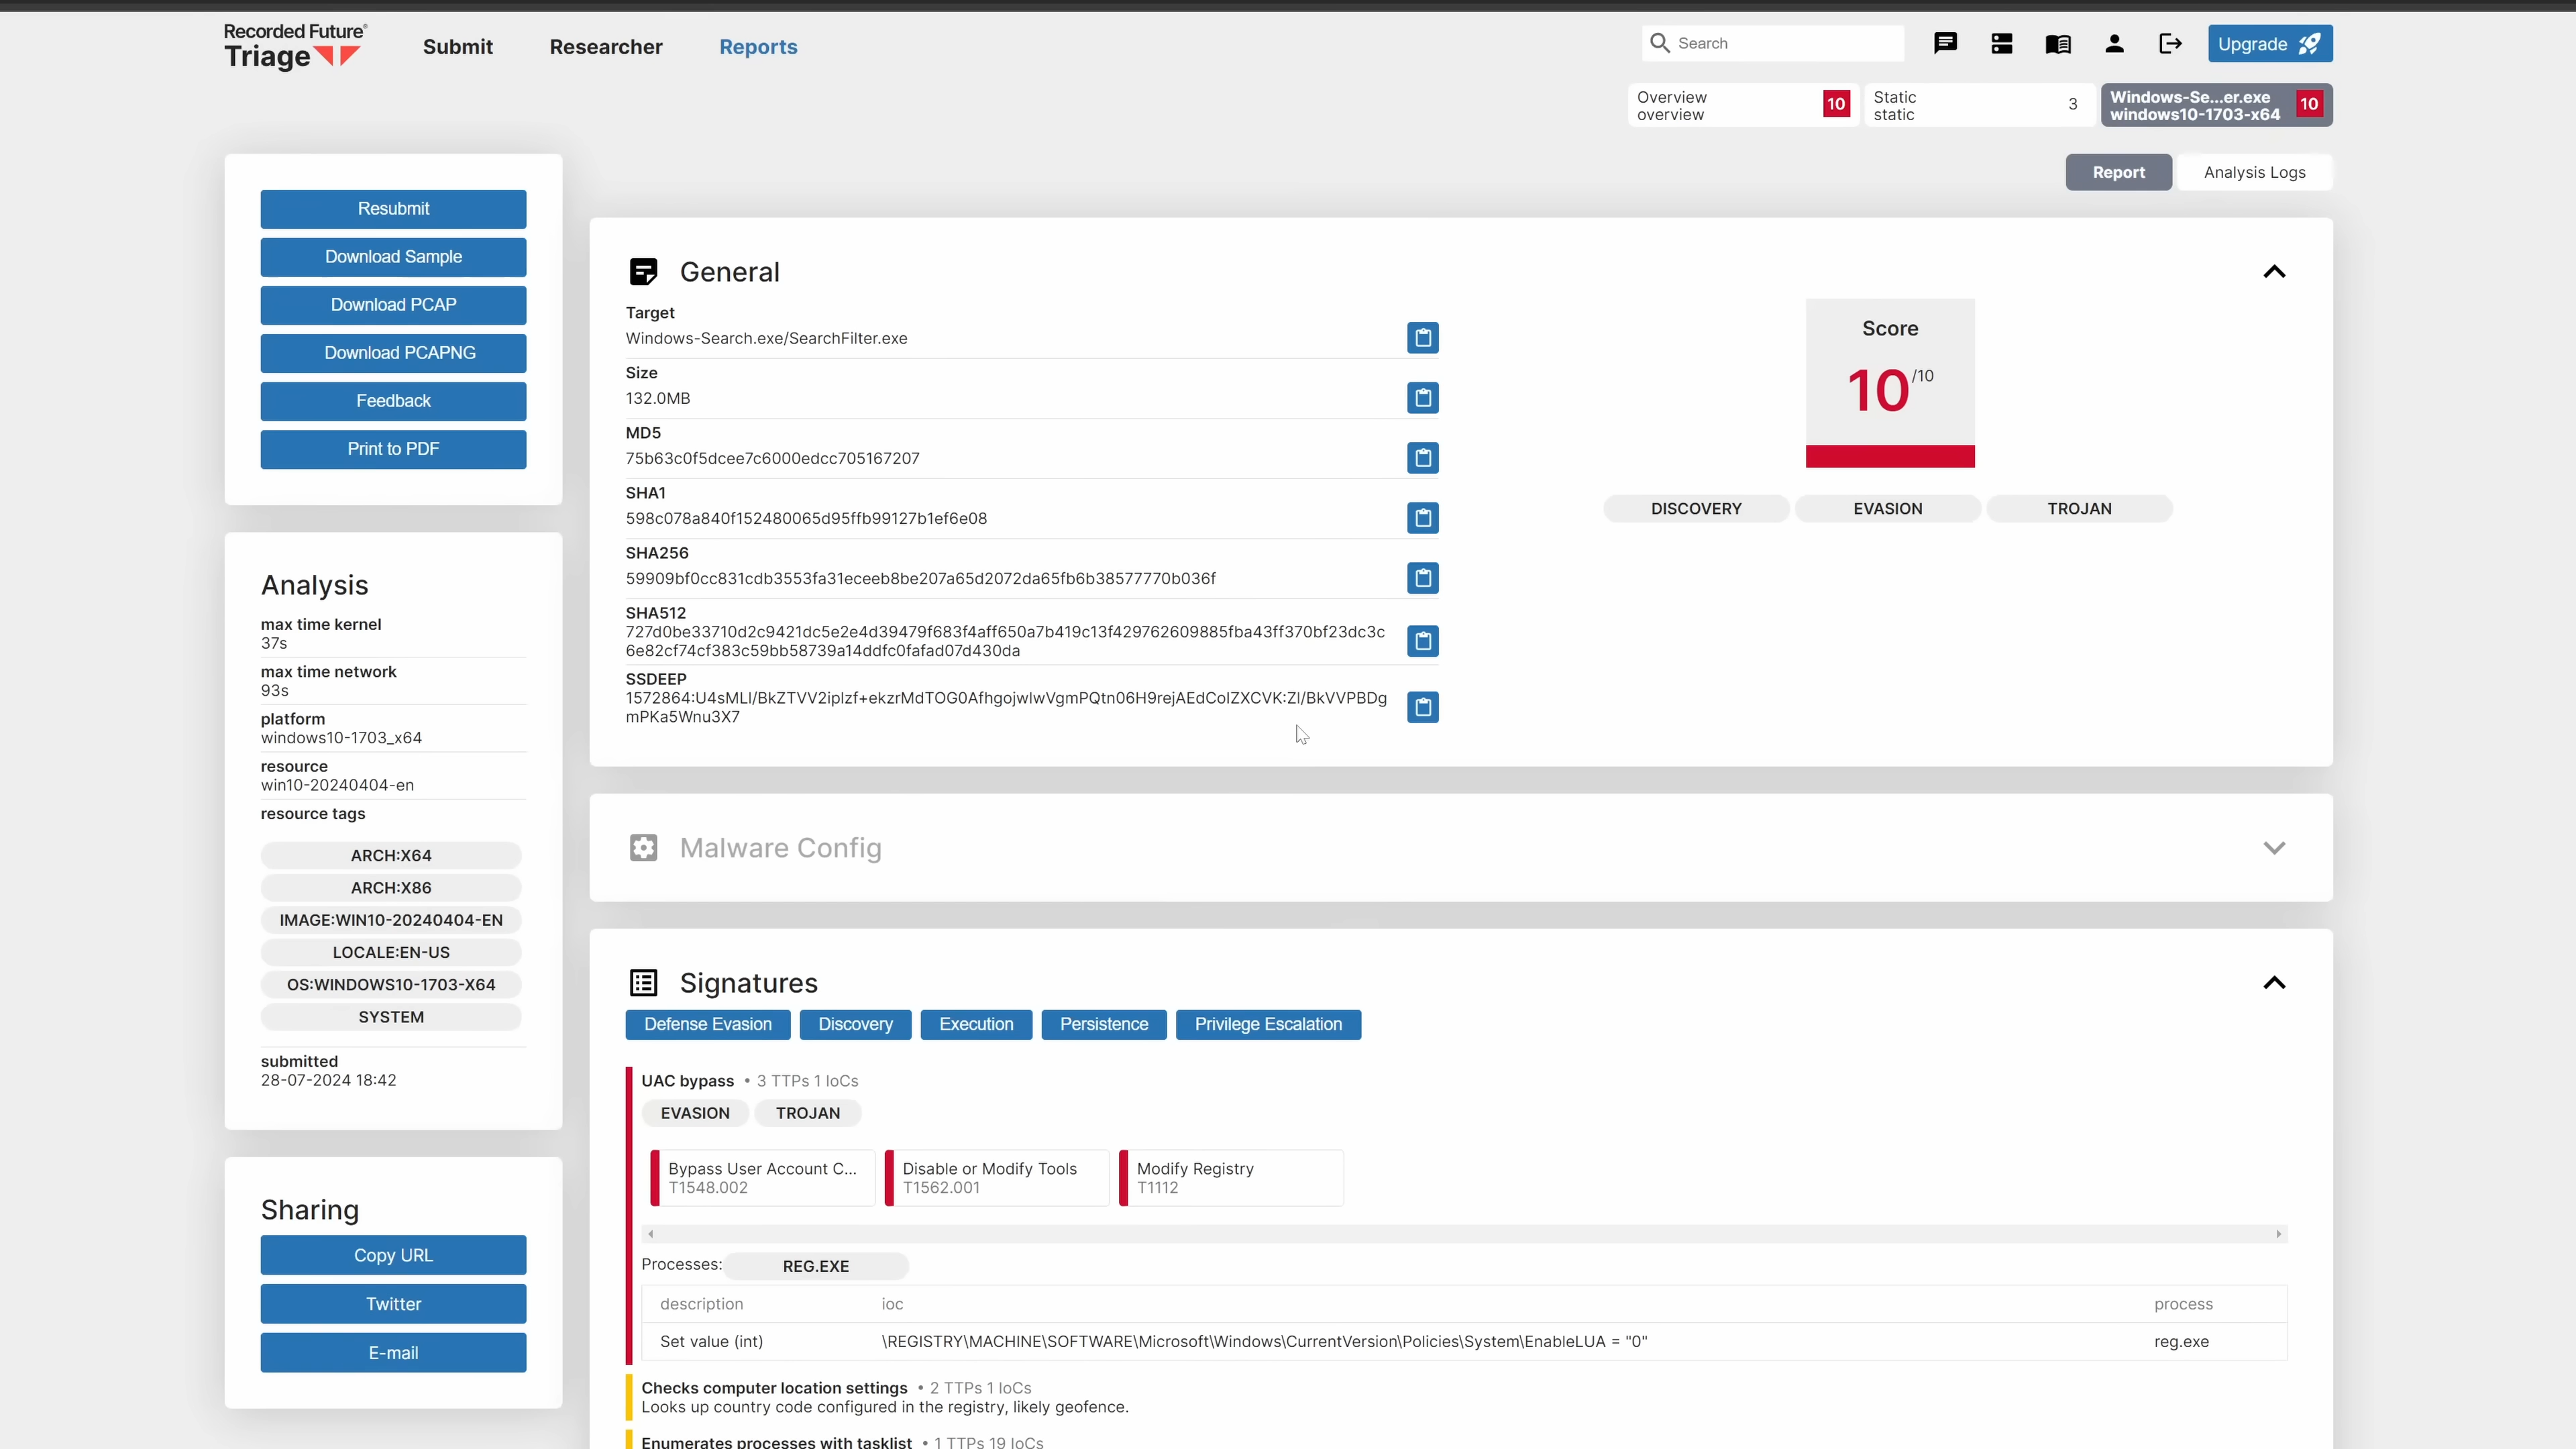 Recorded Future®
Triage
Submit
Researcher
Reports
Search
Upgrade
Overview
overview
10
Static
static
3
Windows-Se...er.exe
windows10-1703-x64
10
Report
Analysis Logs
Resubmit
Download Sample
Download PCAP
Download PCAPNG
Feedback
Print to PDF
Analysis
max time kernel
37s
max time network
93s
platform
windows10-1703_x64
resource
win10-20240404-en
resource tags
ARCH:X64
ARCH:X86
IMAGE:WIN10-20240404-EN
LOCALE:EN-US
OS:WINDOWS10-1703-X64
SYSTEM
submitted
28-07-2024 18:42
Sharing
Copy URL
Twitter
E-mail
General
Target
Windows-Search.exe/SearchFilter.exe
Size
132.0MB
MD5
75b63c0f5dcee7c6000edcc705167207
SHA1
598c078a840f152480065d95ffb99127b1ef6e08
SHA256
59909bf0cc831cdb3553fa31eceeb8be207a65d2072da65fb6b38577770b036f
SHA512
727d0be33710d2c9421dc5e2e4d39479f683f4aff650a7b419c13f429762609885fba43ff370bf23dc3c
6e82cf74cf383c59bb58739a14ddfc0fafad07d430da
SSDEEP
1572864:U4sMLl/BkZTVV2iplzf+ekzrMdTOG0AfhgojwlwVgmPQtn06H9rejAEdColZXCVK:Zl/BkVVPBDg
mPKa5Wnu3X7
Score
10/10
DISCOVERY
EVASION
TROJAN
Malware Config
Signatures
Defense Evasion
Discovery
Execution
Persistence
Privilege Escalation
UAC bypass • 3 TTPs 1 IoCs
EVASION
TROJAN
Bypass User Account C...
T1548.002
Disable or Modify Tools
T1562.001
Modify Registry
T1112
Processes:
REG.EXE
description ioc process
Set value (int) \REGISTRY\MACHINE\SOFTWARE\Microsoft\Windows\CurrentVersion\Policies\System\EnableLUA = "0" reg.exe
Checks computer location settings • 2 TTPs 1 IoCs
Looks up country code configured in the registry, likely geofence.
Enumerates processes with tasklist • 1 TTPs 19 IoCs